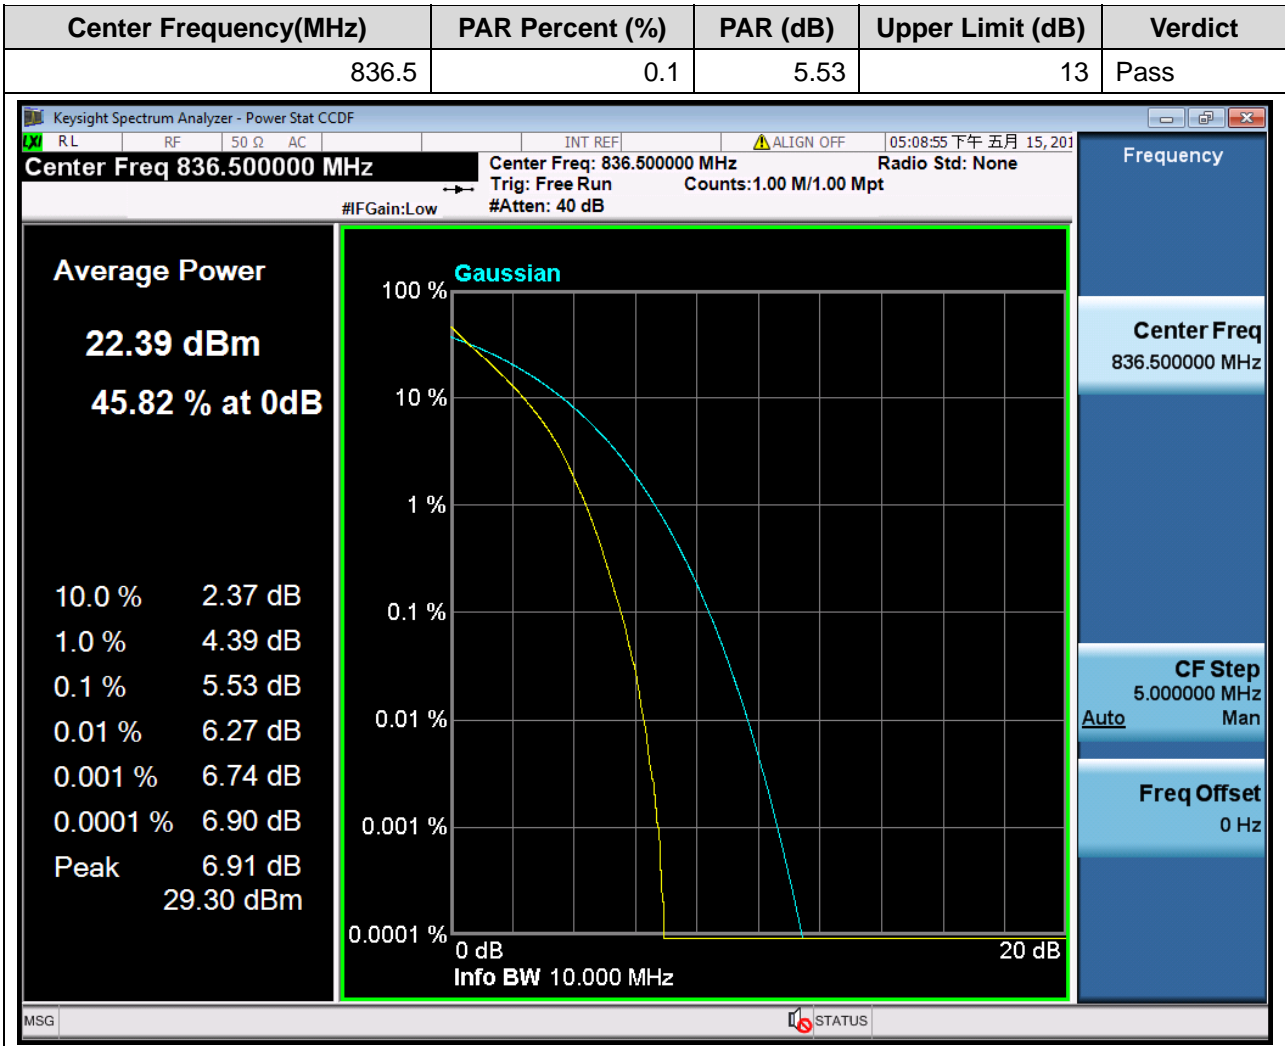 Center Frequency(MHz) PAR Percent (%) PAR (dB) Upper Limit (dB) Verdict
836.5 0.1 5.53 13 Pass
Keysight Spectrum Analyzer - Power Stat CCDF
LXI RL RF 50 Ω AC INT REF ALIGN OFF 05:08:55 下午 五月 15, 201
Center Freq 836.500000 MHz
#IFGain:Low
Center Freq: 836.500000 MHz Radio Std: None
Trig: Free Run Counts:1.00 M/1.00 Mpt
#Atten: 40 dB
Frequency
Average Power
22.39 dBm
45.82 % at 0dB
10.0 % 2.37 dB
1.0 % 4.39 dB
0.1 % 5.53 dB
0.01 % 6.27 dB
0.001 % 6.74 dB
0.0001 % 6.90 dB
Peak 6.91 dB
29.30 dBm
Gaussian
100 %
10 %
1 %
0.1 %
0.01 %
0.001 %
0.0001 %
0 dB 20 dB
Info BW 10.000 MHz
Center Freq
836.500000 MHz
CF Step
5.000000 MHz
Auto Man
Freq Offset
0 Hz
MSG STATUS